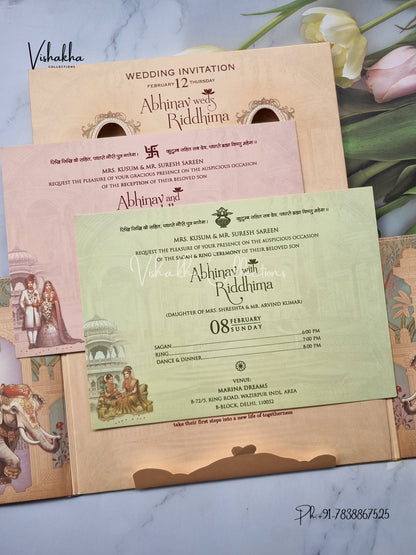 Vishakha
COLLECTIONS
WEDDING INVITATION
FEBRUARY 12 THURSDAY
Abhinav weds
Riddhima
MRS. KUSUM & MR. SURESH SAREEN
REQUEST THE PLEASURE OF YOUR GRACIOUS PRESENCE ON THE AUSPICIOUS OCCASION
OF THE RECEPTION OF THEIR BELOVED SON
Abhinav and
MRS. KUSUM & MR. SURESH SAREEN
REQUEST THE PLEASURE OF YOUR PRESENCE ON THE AUSPICIOUS OCCASION
OF THE SAGAN & RING CEREMONY OF THEIR BELOVED SON
Vishakha Collections
Abhinav with
Riddhima
(DAUGHTER OF MRS. SHRESHTA & MR. ARVIND KUMAR)
08 FEBRUARY
SUNDAY
SAGAN 6:00 PM
RING 7:00 PM
DANCE & DINNER 8:00 PM
VENUE:
MARINA DREAMS
B-72/5, RING ROAD, WAZIRPUR INDL. AREA
B-BLOCK, DELHI, 110052
take their first steps into a new life of togetherness
Ph:+91-7838867525